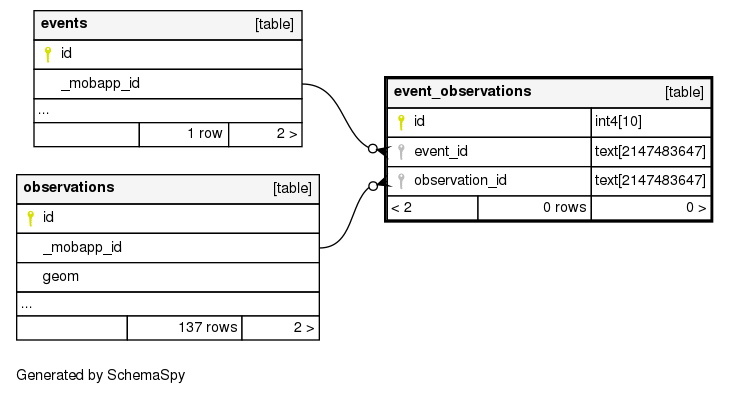 events [table]
id
_mobapp_id
...
1 row 2 >
event_observations [table]
id int4[10]
event_id text[2147483647]
observation_id text[2147483647]
< 2 0 rows 0 >
observations [table]
id
_mobapp_id
geom
...
137 rows 2 >
Generated by SchemaSpy